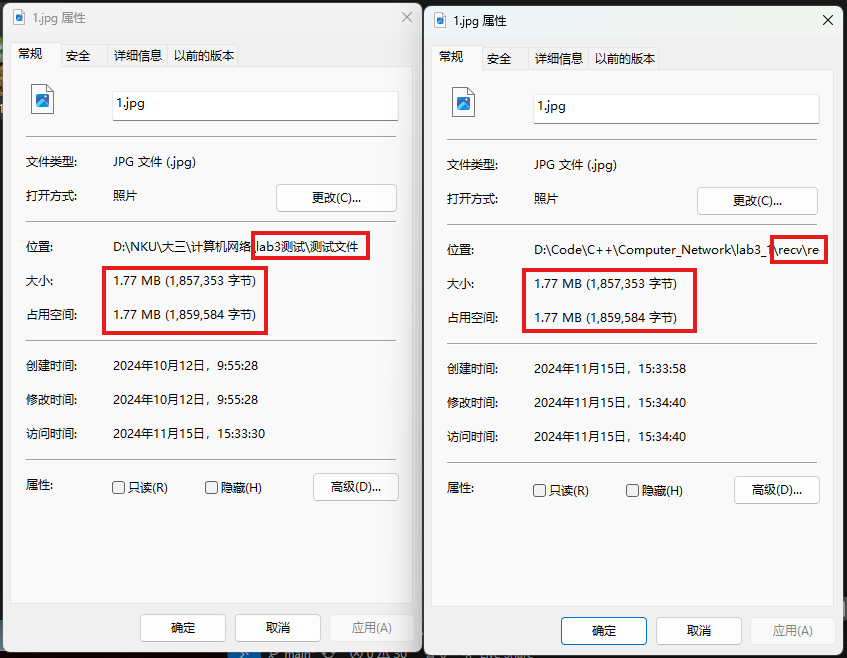 1.jpg 属性
常规
安全
详细信息
以前的版本
1.jpg
文件类型:
JPG 文件 (.jpg)
打开方式:
照片
更改(C)...
位置:
D:\NKU\大三\计算机网络\lab3测试\测试文件
大小:
1.77 MB (1,857,353 字节)
占用空间:
1.77 MB (1,859,584 字节)
创建时间:
2024年10月12日，9:55:28
修改时间:
2024年10月12日，9:55:28
访问时间:
2024年11月15日，15:33:30
属性:
只读(R)
隐藏(H)
高级(D)...
确定
取消
应用(A)
1.jpg 属性
常规
安全
详细信息
以前的版本
1.jpg
文件类型:
JPG 文件 (.jpg)
打开方式:
照片
更改(C)...
位置:
D:\Code\C++\Computer_Network\lab3_1\recv\re
大小:
1.77 MB (1,857,353 字节)
占用空间:
1.77 MB (1,859,584 字节)
创建时间:
2024年11月15日，15:33:58
修改时间:
2024年11月15日，15:34:40
访问时间:
2024年11月15日，15:34:40
属性:
只读(R)
隐藏(H)
高级(D)...
确定
取消
应用(A)
main